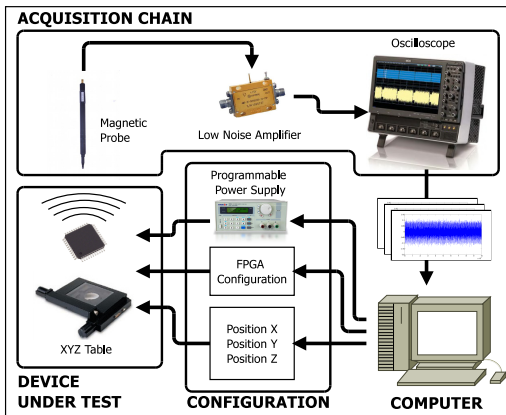 ACQUISITION CHAIN
Oscilloscope
Magnetic
Probe
Low Noise Amplifier
Programmable
Power Supply
FPGA
Configuration
XYZ Table
Position X
Position Y
Position Z
DEVICE
UNDER TEST
CONFIGURATION
COMPUTER